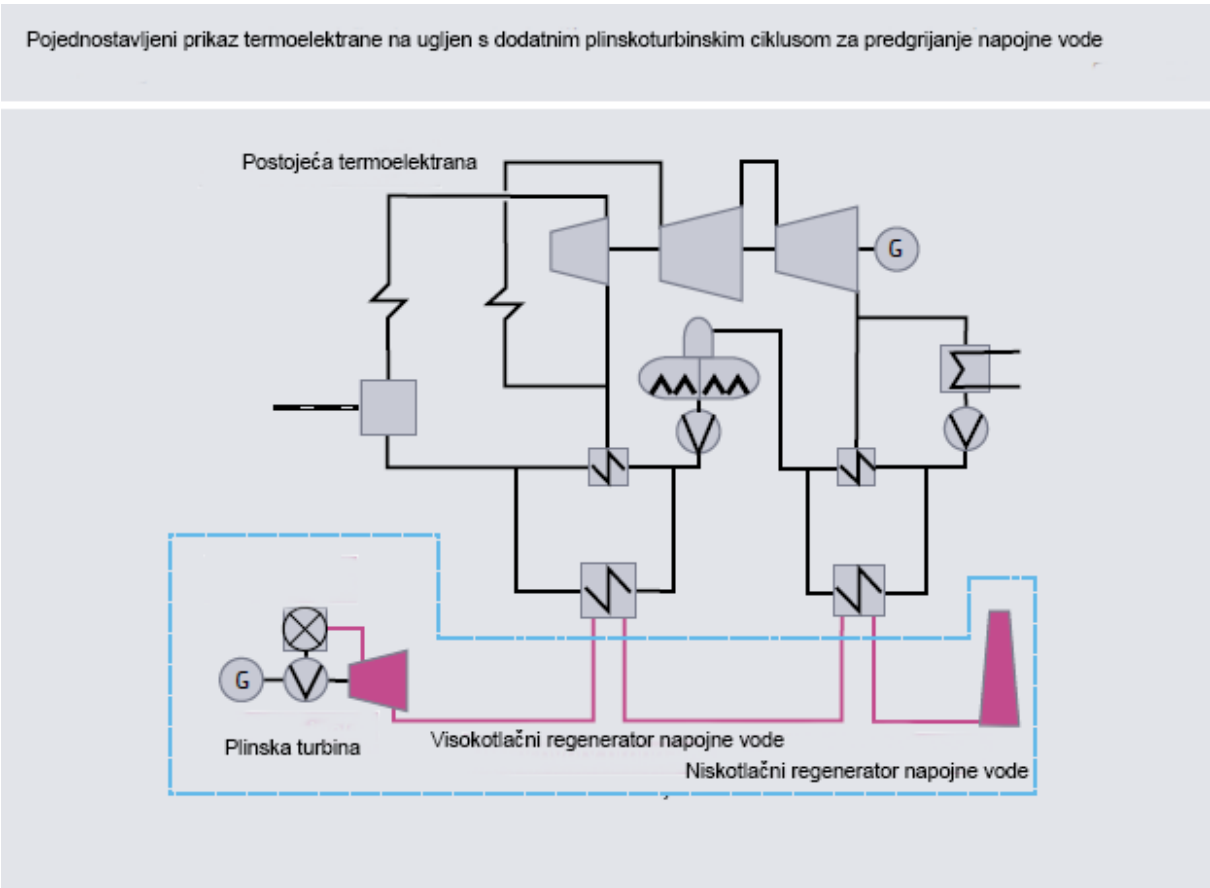 Pojednostavljeni prikaz termoelektrane na ugljen s dodatnim plinskoturbinskim ciklusom za predgrijanje napojne vode
Postojeća termoelektrana
G
G
Plinska turbina
Visokotlačni regenerator napojne vode
Niskotlačni regenerator napojne vode